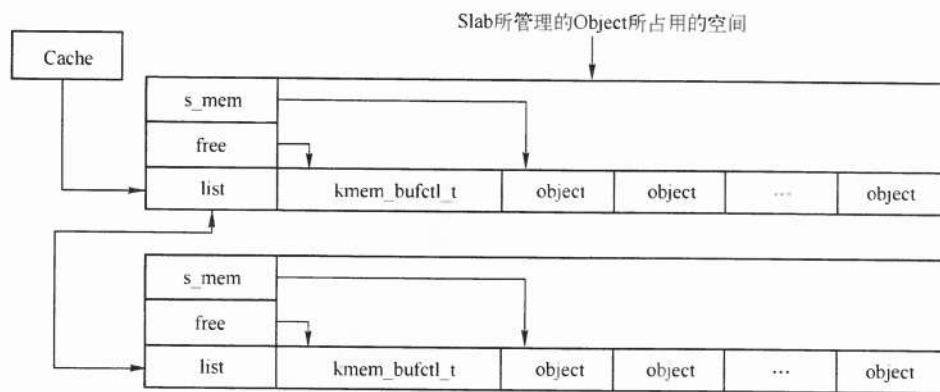 Slab所管理的Object所占用的空间
Cache
s_mem
free
list kmem_bufctl_t object object … object
s_mem
free
list kmem_bufctl_t object object … object